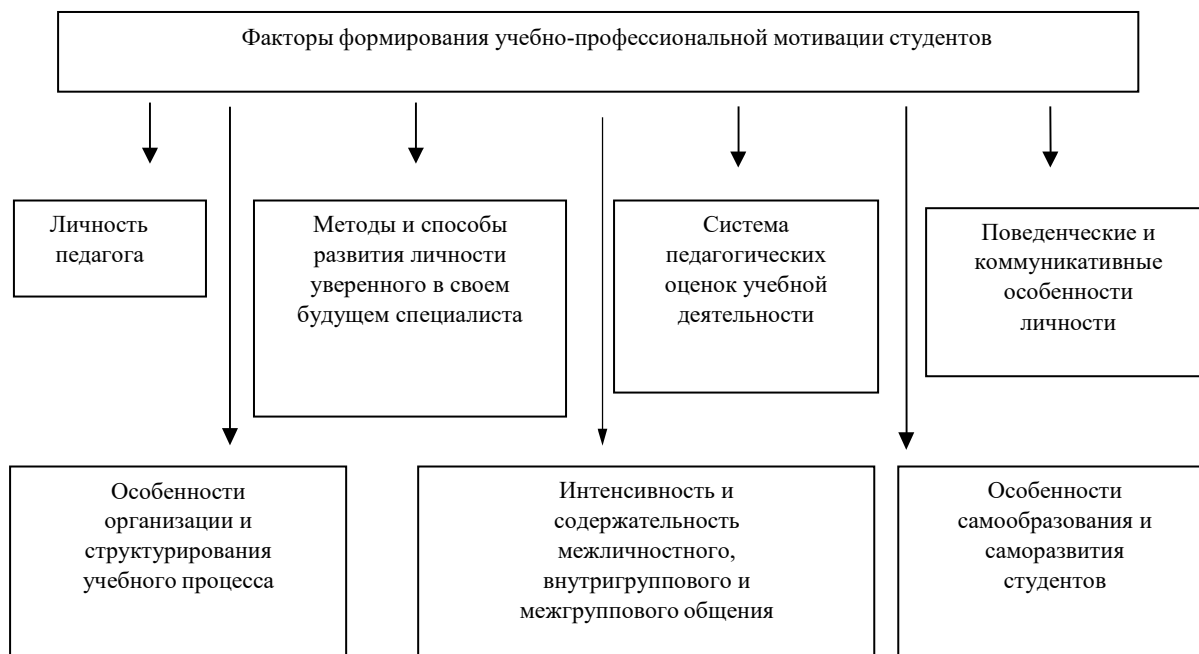 Факторы формирования учебно-профессиональной мотивации студентов
Личность
педагога
Методы и способы
развития личности
уверенного в своем
будущем специалиста
Система
педагогических
оценок учебной
деятельности
Поведенческие и
коммуникативные
особенности
личности
Особенности
организации и
структурирования
учебного процесса
Интенсивность и
содержательность
межличностного,
внутригруппового и
межгруппового общения
Особенности
самообразования и
саморазвития
студентов